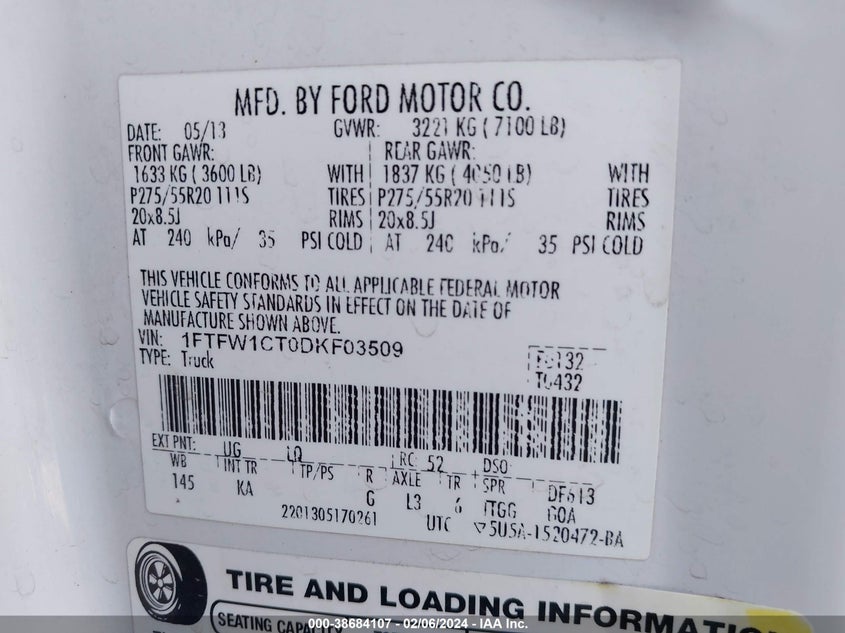 MFD. BY FORD MOTOR CO.
DATE: 05/13 GVWR: 3221 KG ( 7100 LB)
FRONT GAWR: REAR GAWR:
1633 KG ( 3600 LB) WITH 1837 KG ( 4050 LB) WITH
P275/55R20 111S TIRES P275/55R20 111S TIRES
20x8.5J RIMS 20x8.5J RIMS
AT 240 kPa/ 35 PSI COLD AT 240 kPa/ 35 PSI COLD
THIS VEHICLE CONFORMS TO ALL APPLICABLE FEDERAL MOTOR
VEHICLE SAFETY STANDARDS IN EFFECT ON THE DATE OF
MANUFACTURE SHOWN ABOVE.
VIN: 1FTFW1CT0DKF03509
TYPE: Truck
T0432
EXT PNT: UG RC: 52 DSO:
WB INT TR TP/PS R AXLE TR SPR DF613
145 KA G L3 6 ITGG GOA
2201305170261 UTC 5U5A-1520472-BA
TIRE AND LOADING INFORMATION
SEATING CAPACITY
000-38684107 - 02/06/2024 - IAA Inc.